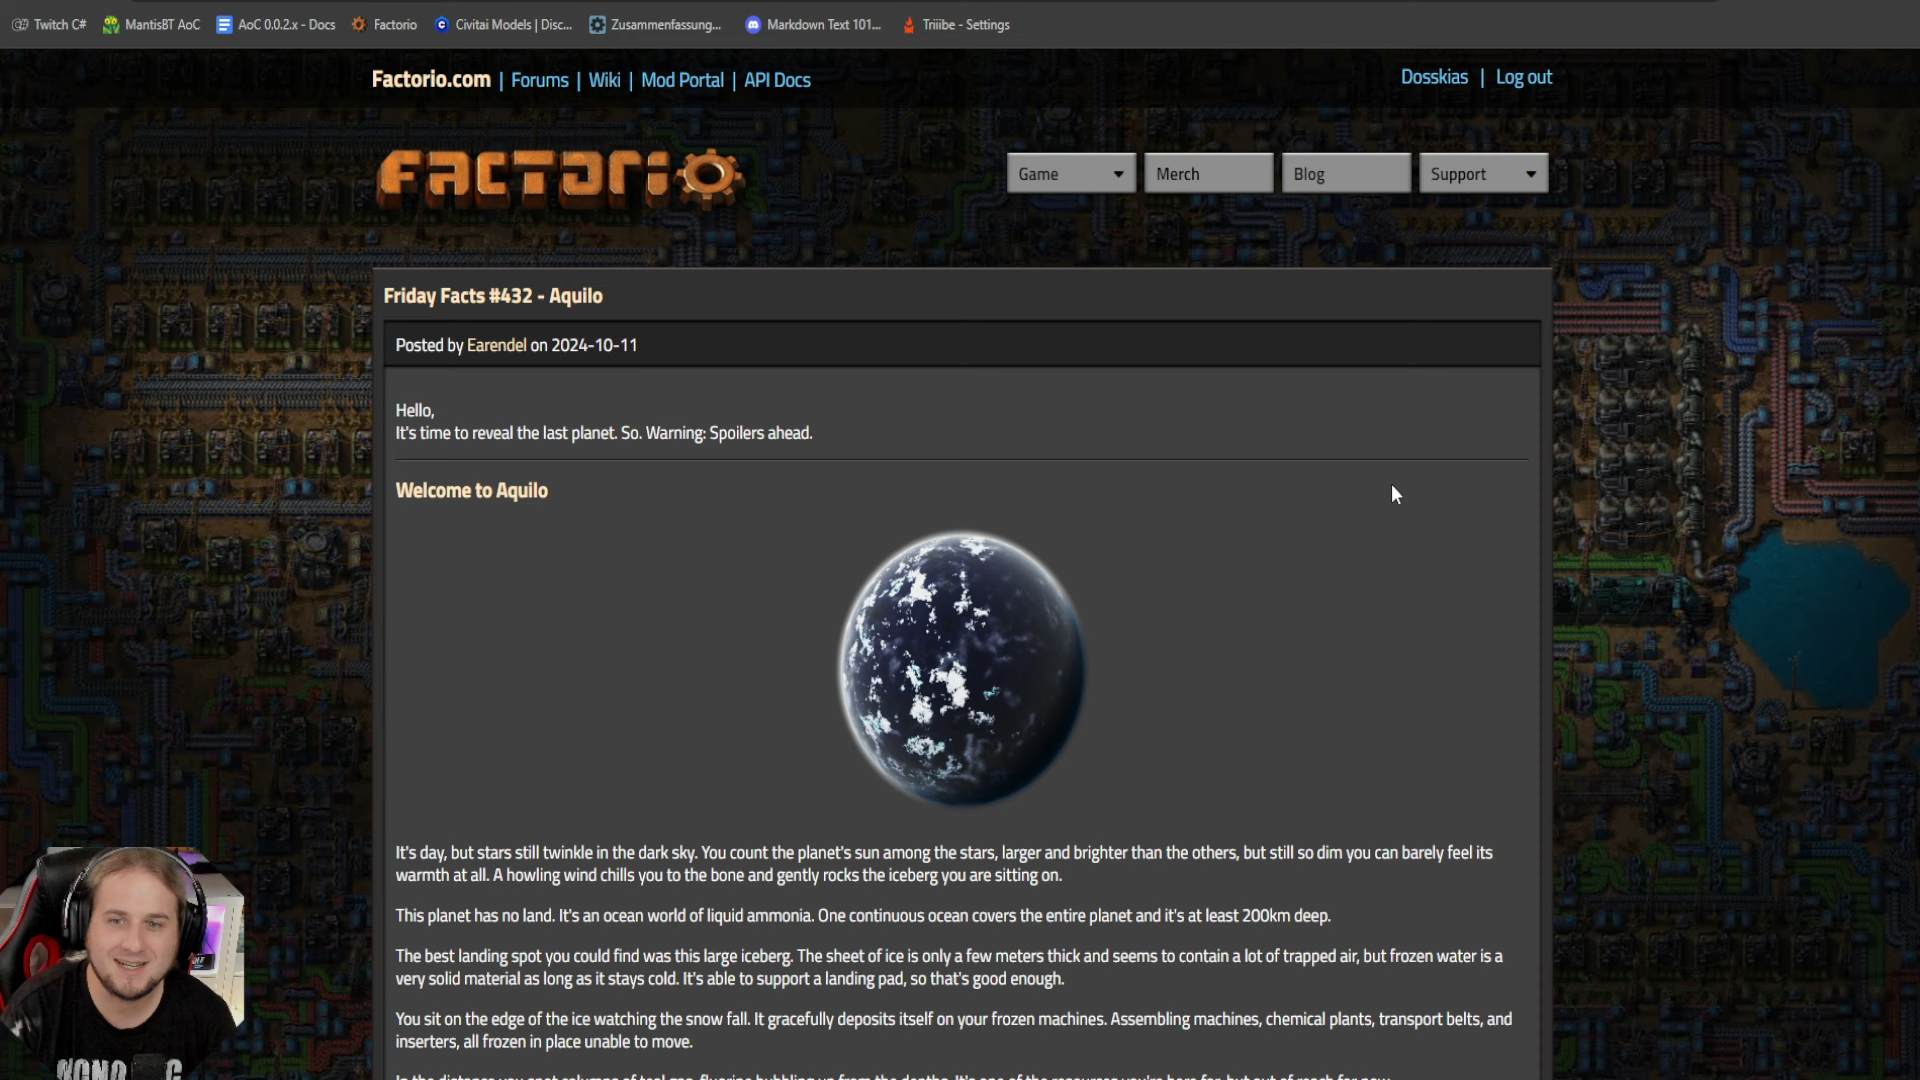 Twitch C# MantisBT AoC AoC 0.0.2.x - Docs Factorio Civitai Models | Disc... Zusammenfassung... Markdown Text 101... Triiibe - Settings
Factorio.com | Forums | Wiki | Mod Portal | API Docs
Dosskias | Log out
FACTORIO
Game Merch Blog Support
Friday Facts #432 - Aquilo
Posted by Earendel on 2024-10-11
Hello,
It's time to reveal the last planet. So. Warning: Spoilers ahead.
Welcome to Aquilo
It's day, but stars still twinkle in the dark sky. You count the planet's sun among the stars, larger and brighter than the others, but still so dim you can barely feel its
warmth at all. A howling wind chills you to the bone and gently rocks the iceberg you are sitting on.
This planet has no land. It's an ocean world of liquid ammonia. One continuous ocean covers the entire planet and it's at least 200km deep.
The best landing spot you could find was this large iceberg. The sheet of ice is only a few meters thick and seems to contain a lot of trapped air, but frozen water is a
very solid material as long as it stays cold. It's able to support a landing pad, so that's good enough.
You sit on the edge of the ice watching the snow fall. It gracefully deposits itself on your frozen machines. Assembling machines, chemical plants, transport belts, and
inserters, all frozen in place unable to move.